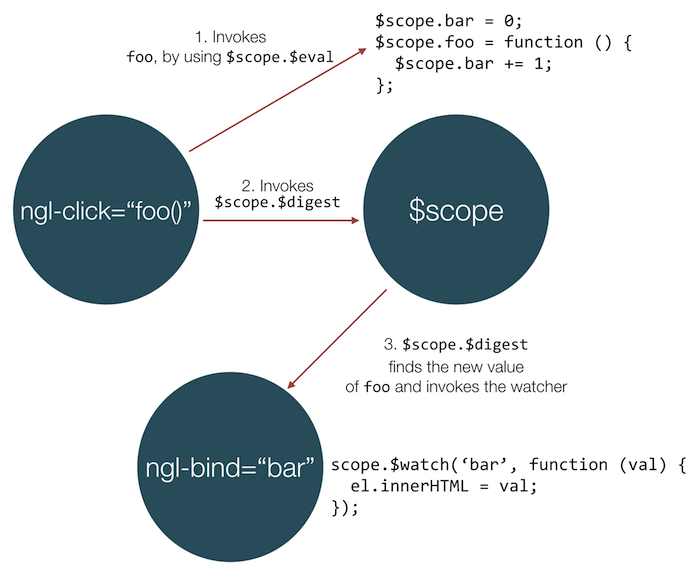 1. Invokes
foo, by using $scope.$eval
$scope.bar = 0;
$scope.foo = function () {
  $scope.bar += 1;
};
ngl-click=“foo()”
2. Invokes
$scope.$digest
$scope
3. $scope.$digest
finds the new value
of foo and invokes the watcher
ngl-bind=“bar”
scope.$watch(‘bar’, function (val) {
  el.innerHTML = val;
});